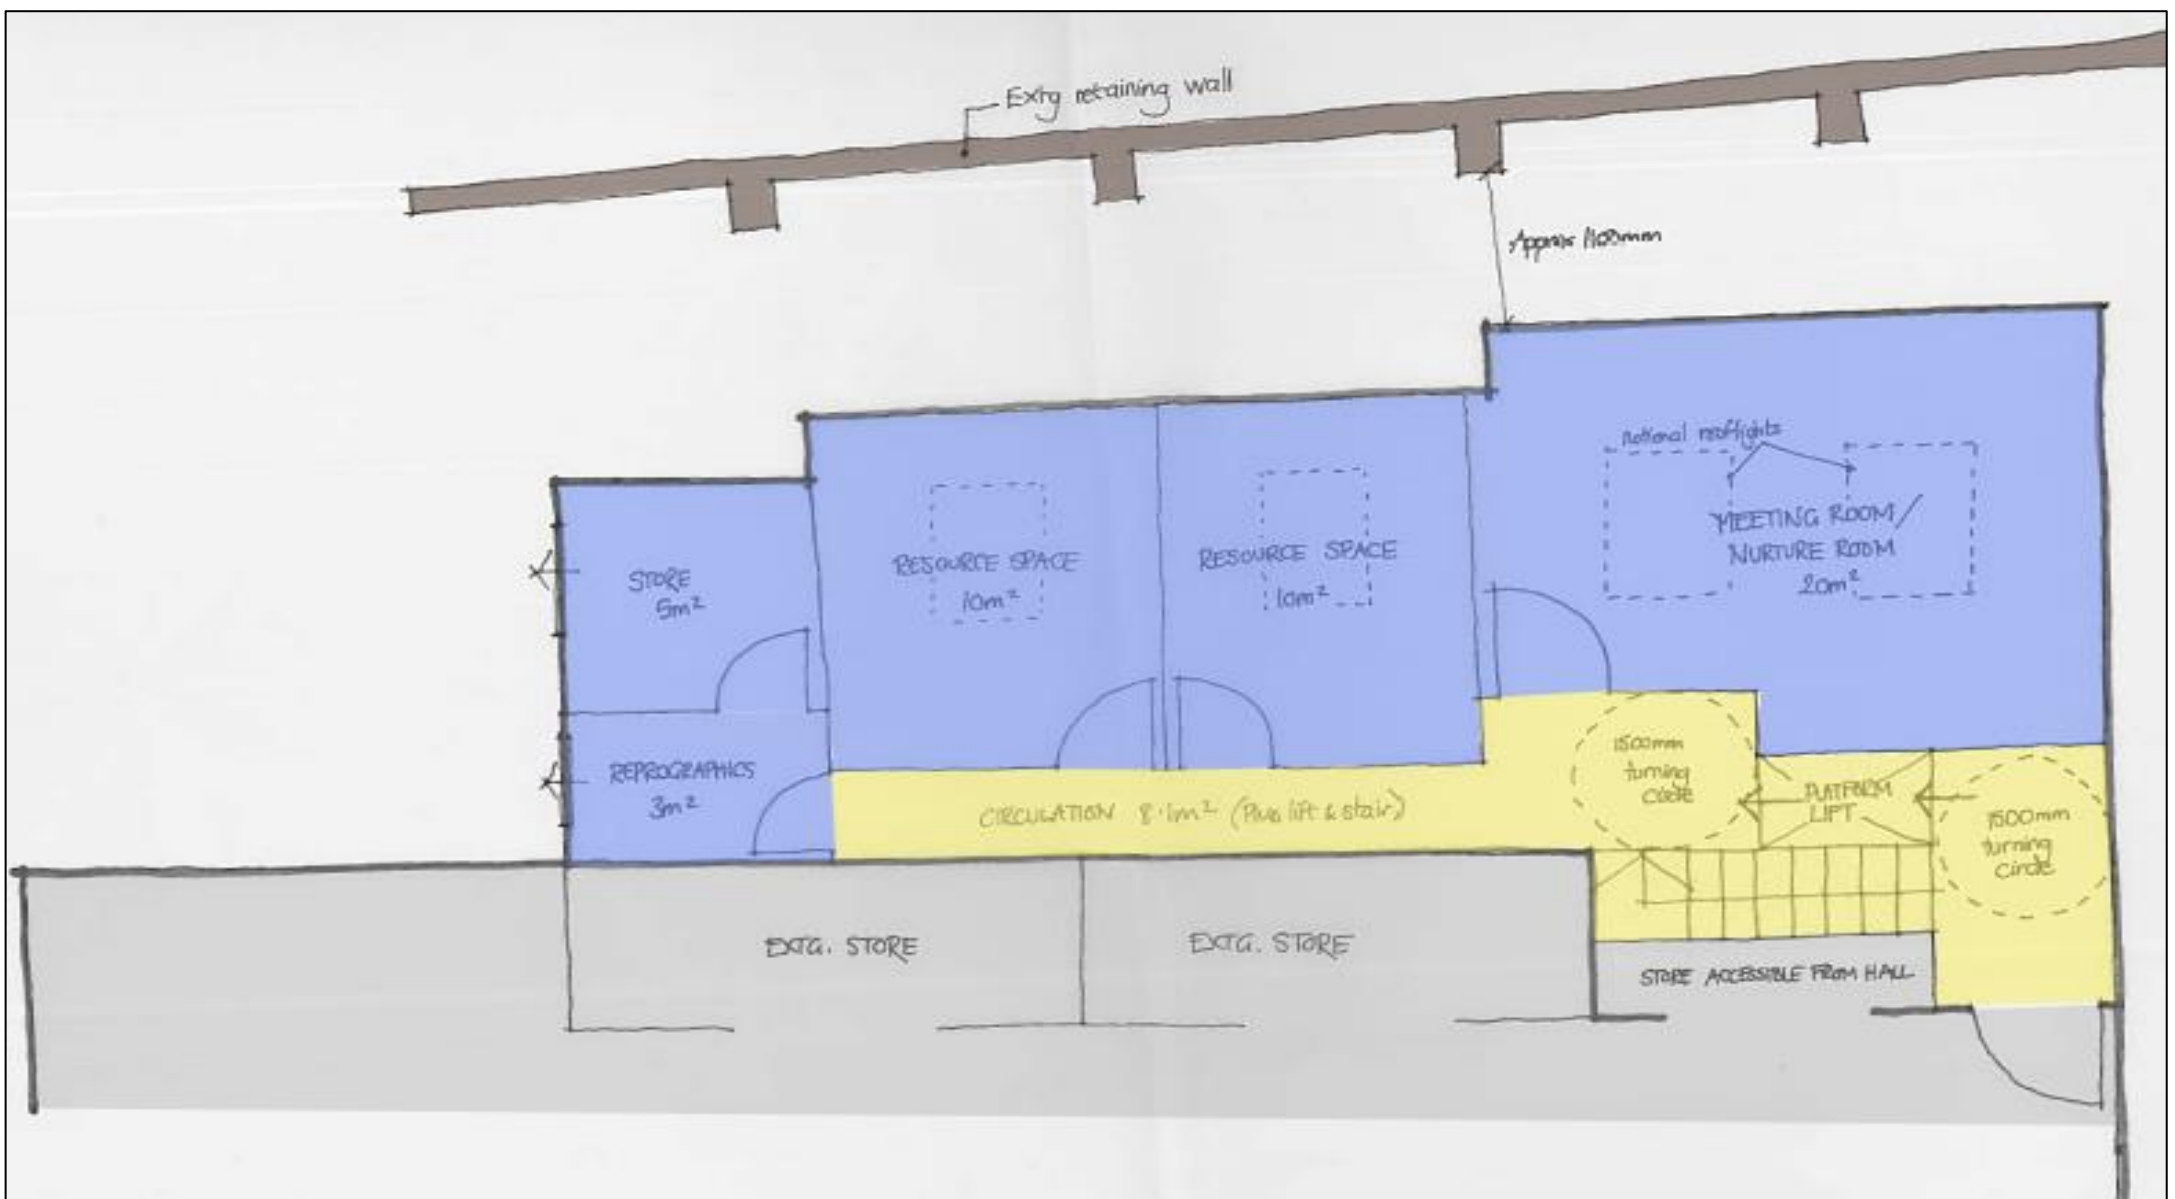 Extg retaining wall
Approx 1100mm
notional rooflights
MEETING ROOM/
NURTURE ROOM
20m²
RESOURCE SPACE
10m²
RESOURCE SPACE
10m²
STORE
5m²
REPROGRAPHICS
3m²
CIRCULATION 8.1m² (Plus lift & stair)
1500mm
turning
circle
PLATFORM
LIFT
1500mm
turning
circle
EXTG. STORE
EXTG. STORE
STORE ACCESSIBLE FROM HALL